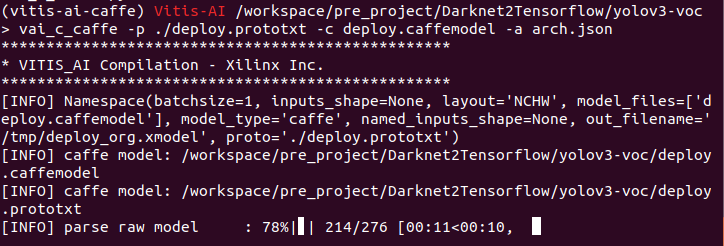 (vitis-ai-caffe) Vitis-AI /workspace/pre_project/Darknet2Tensorflow/yolov3-voc
> vai_c_caffe -p ./deploy.prototxt -c deploy.caffemodel -a arch.json
**************************************************
* VITIS_AI Compilation - Xilinx Inc.
**************************************************
[INFO] Namespace(batchsize=1, inputs_shape=None, layout='NCHW', model_files=['d
eploy.caffemodel'], model_type='caffe', named_inputs_shape=None, out_filename='
/tmp/deploy_org.xmodel', proto='./deploy.prototxt')
[INFO] caffe model: /workspace/pre_project/Darknet2Tensorflow/yolov3-voc/deploy
.caffemodel
[INFO] caffe model: /workspace/pre_project/Darknet2Tensorflow/yolov3-voc/deploy
.prototxt
[INFO] parse raw model     : 78%|█| 214/276 [00:11<00:10,